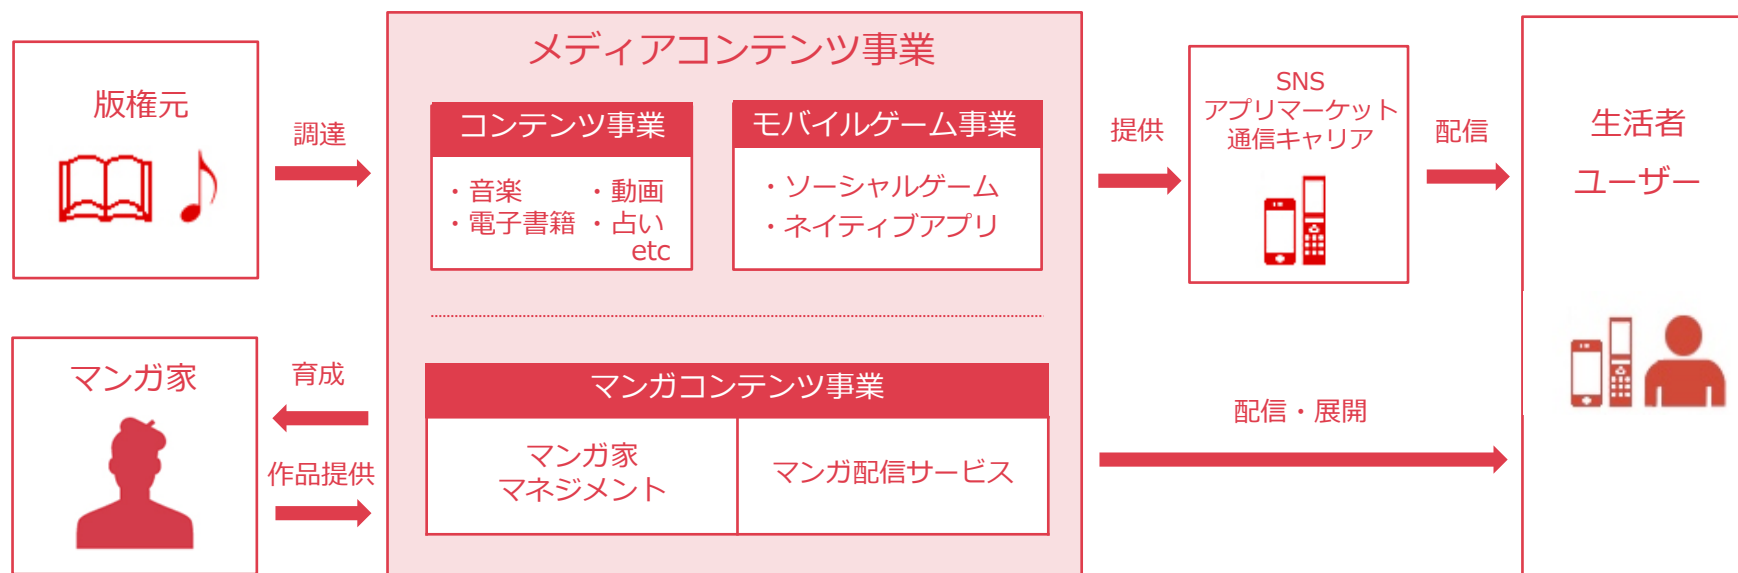 メディアコンテンツ事業
版権元
調達
コンテンツ事業
・音楽 ・動画
・電子書籍 ・占い
etc
モバイルゲーム事業
・ソーシャルゲーム
・ネイティブアプリ
提供
SNS
アプリマーケット
通信キャリア
配信
生活者
ユーザー
マンガ家
育成
作品提供
マンガコンテンツ事業
マンガ家
マネジメント
マンガ配信サービス
配信・展開